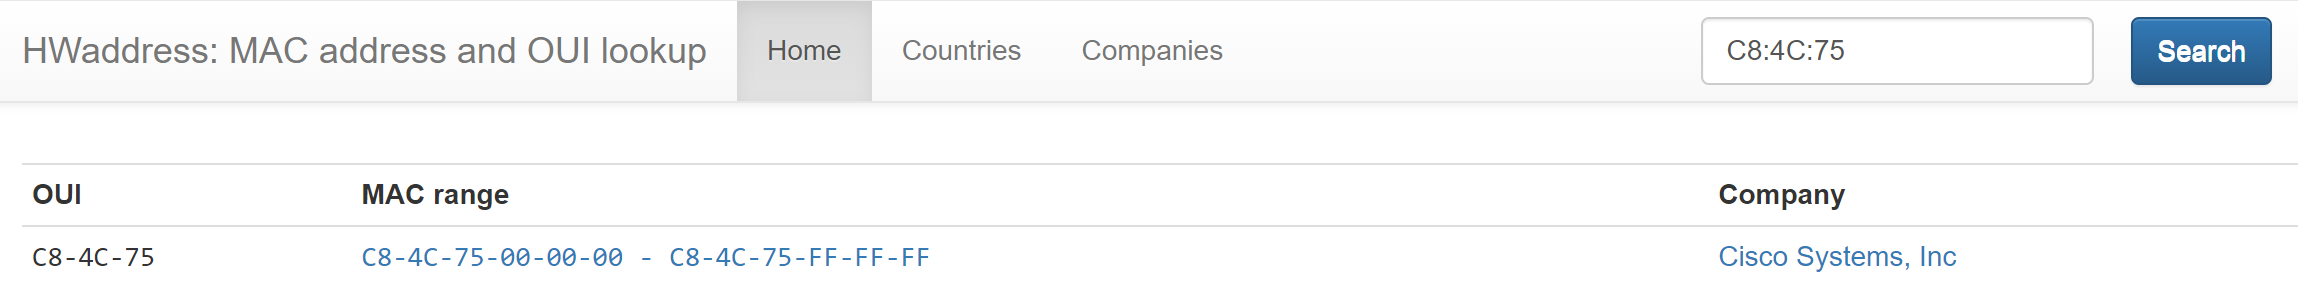 HWaddress: MAC address and OUI lookup Home Countries Companies C8:4C:75 Search
OUI MAC range Company
C8-4C-75 C8-4C-75-00-00-00 - C8-4C-75-FF-FF-FF Cisco Systems, Inc